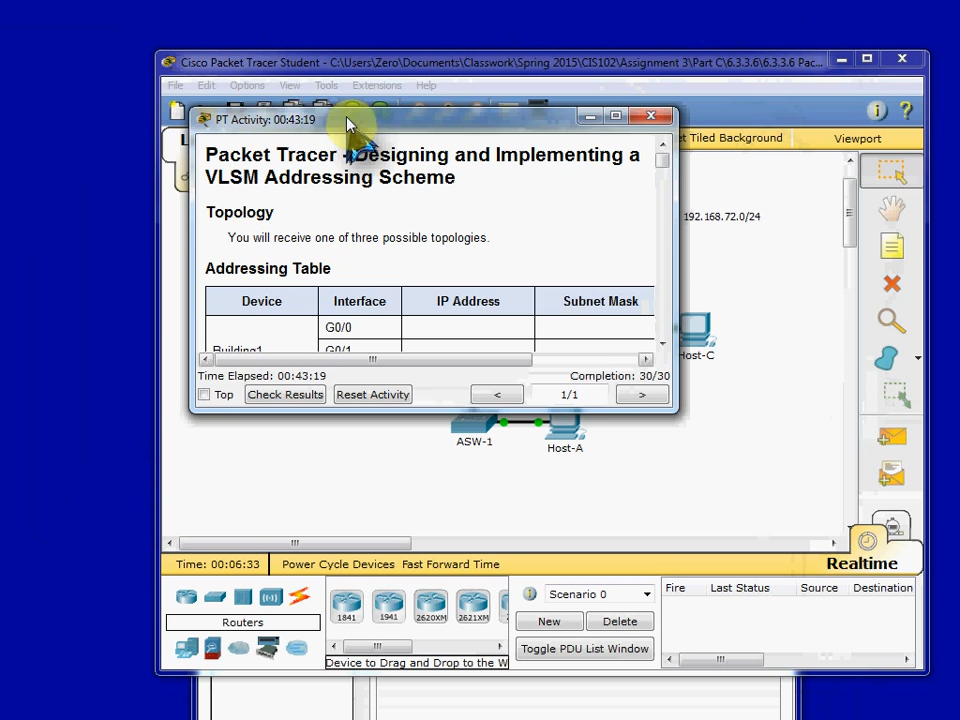 Cisco Packet Tracer Student - C:\Users\Zero\Documents\Classwork\Spring 2015\CIS102\Assignment 3\Part C\6.3.3.6\6.3.3.6 Pac...
File Edit Options View Tools Extensions Help
PT Activity: 00:43:19
et Tiled Background Viewport
Packet Tracer - Designing and Implementing a
VLSM Addressing Scheme
Topology
192.168.72.0/24
You will receive one of three possible topologies.
Addressing Table
Device Interface IP Address Subnet Mask
G0/0
Building1 G0/1
Host-C
Time Elapsed: 00:43:19 Completion: 30/30
Top Check Results Reset Activity < 1/1 >
ASW-1
Host-A
Time: 00:06:33 Power Cycle Devices Fast Forward Time Realtime
Fire Last Status Source Destination
Scenario 0
1841 1941 2620XM 2621XM
Routers
New Delete
Toggle PDU List Window
Device to Drag and Drop to the W